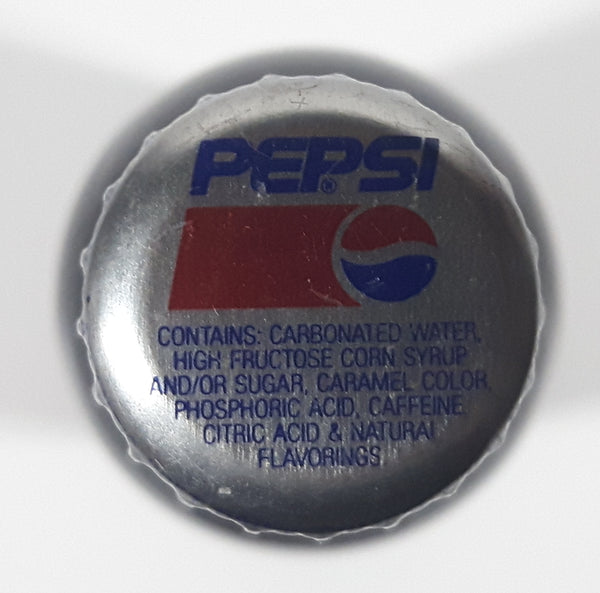 PEPSI®
CONTAINS: CARBONATED WATER,
HIGH FRUCTOSE CORN SYRUP
AND/OR SUGAR, CARAMEL COLOR,
PHOSPHORIC ACID, CAFFEINE,
CITRIC ACID & NATURAL
FLAVORINGS